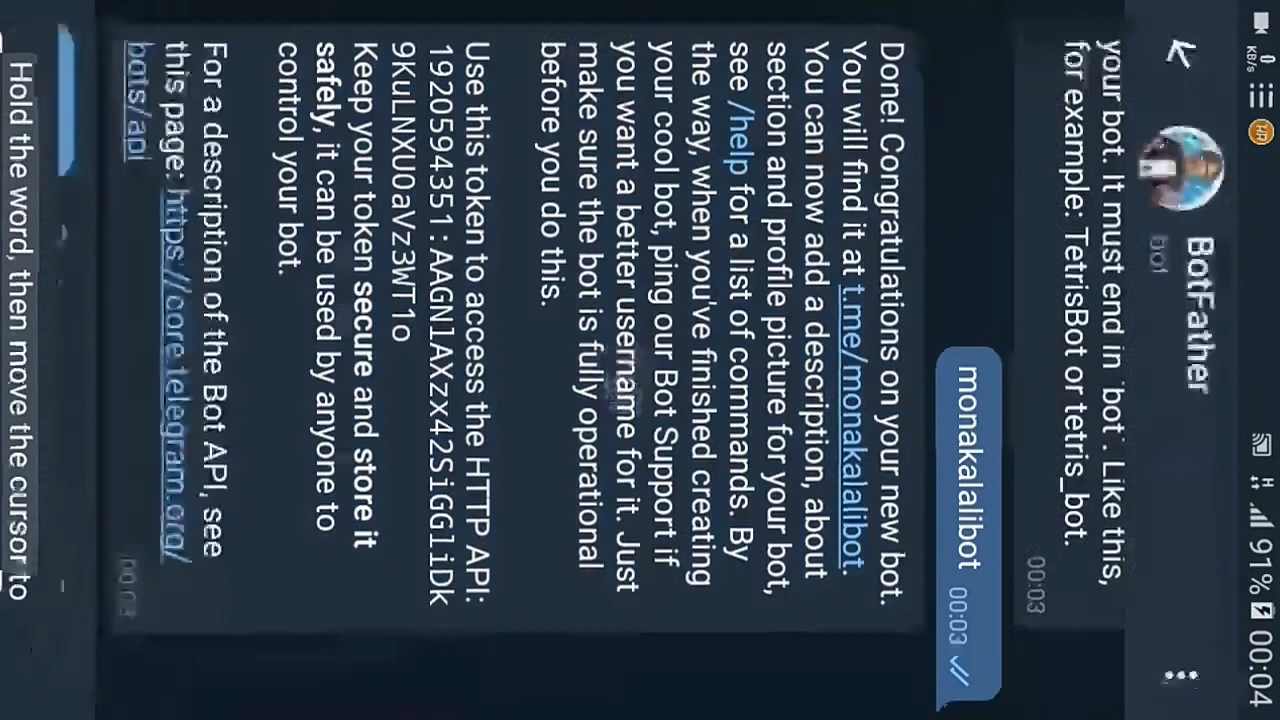 0
KB/s
HR
H
91%
00:04
BotFather
bot
your bot. It must end in `bot`. Like this,
for example: TetrisBot or tetris_bot.
00:03
monakalalibot
00:03
Done! Congratulations on your new bot.
You will find it at t.me/monakalalibot.
You can now add a description, about
section and profile picture for your bot,
see /help for a list of commands. By
the way, when you've finished creating
your cool bot, ping our Bot Support if
you want a better username for it. Just
make sure the bot is fully operational
before you do this.
Use this token to access the HTTP API:
1920594351:AAGNlAXzx42SiGGliDk
9KuLNXU0aVz3WT1o
Keep your token secure and store it
safely, it can be used by anyone to
control your bot.
For a description of the Bot API, see
this page: https://core.telegram.org/
bots/api
00:03
Hold the word, then move the cursor to